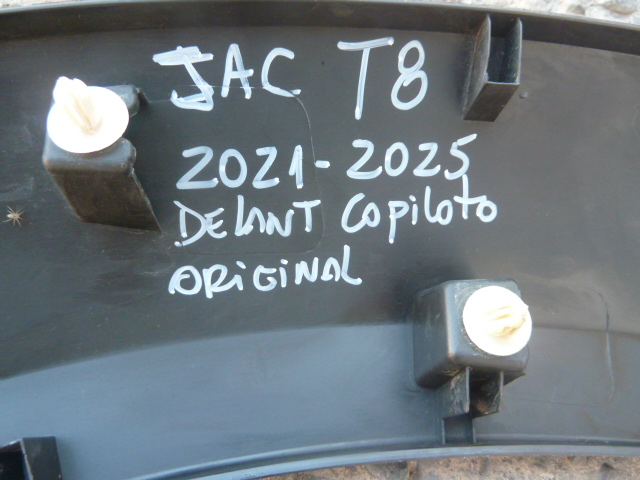 JAC T8
2021-2025
DELANT COPiLOTO
ORiGiNAL